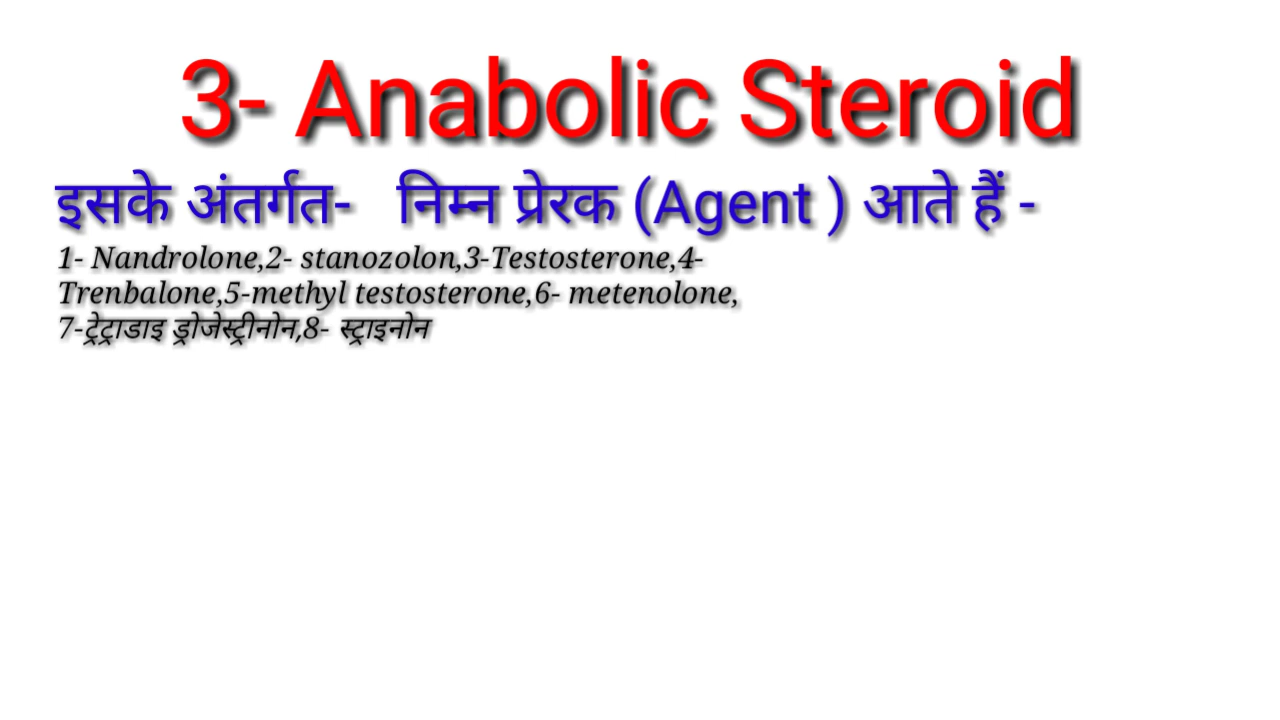 3- Anabolic Steroid
इसके अंतर्गत- निम्न प्रेरक (Agent ) आते हैं -
1- Nandrolone,2- stanozolon,3-Testosterone,4-
Trenbalone,5-methyl testosterone,6- metenolone,
7-ट्रेट्राडाइ ड्रोजेस्ट्रीनोन,8- स्ट्राइनोन